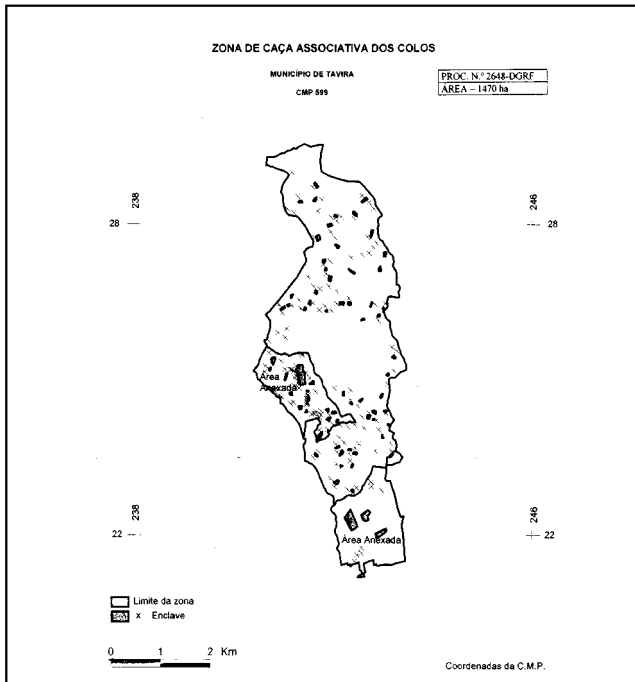 ZONA DE CAÇA ASSOCIATIVA DOS COLOS
MUNICÍPIO DE TAVIRA
CMP 599
PROC. N.º 2648-DGRF
ÁREA – 1470 ha
238
246
28
28
Área
Anexada
238
246
22
22
Área Anexada
Limite da zona
x Enclave
0 1 2 Km
Coordenadas da C.M.P.